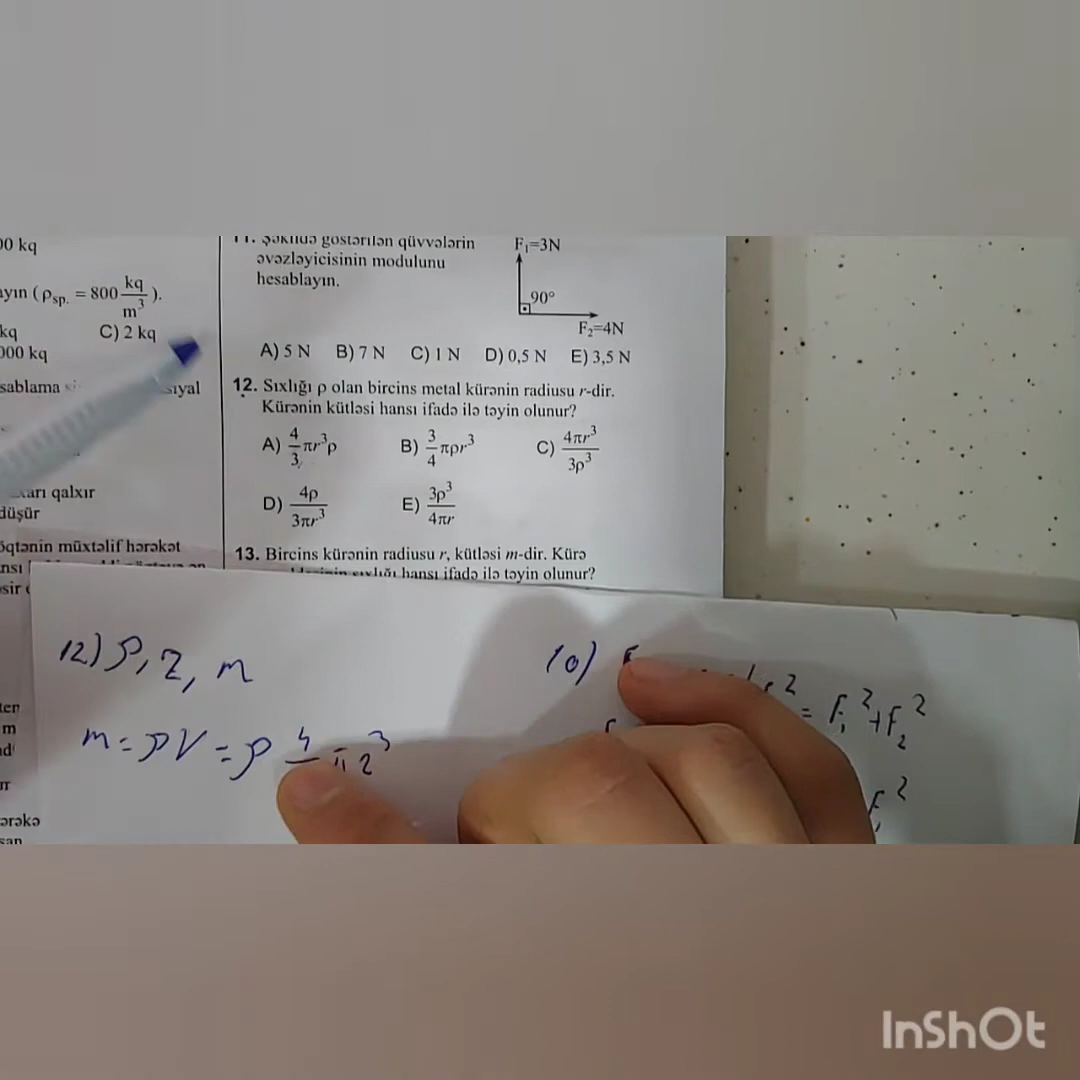 00 kq
ayın (ρsp. = 800 kq/m³).
kq C) 2 kq
000 kq
sablama
qalxır
düşür
öqtənin müxtəlif hərəkət
11. Şəkildə göstərilən qüvvələrin
əvəzləyicisinin modulunu
hesablayın.
F₁=3N
90°
F₂=4N
A) 5 N B) 7 N C) 1 N D) 0,5 N E) 3,5 N
12. Sıxlığı ρ olan bircins metal kürənin radiusu r-dir.
Kürənin kütləsi hansı ifadə ilə təyin olunur?
A) 4/3 πr³ρ B) 3/4 πρr³ C) 4πr³/3ρ³
D) 4ρ/3πr³ E) 3ρ³/4πr
13. Bircins kürənin radiusu r, kütləsi m-dir. Kürə
sıxlığı hansı ifadə ilə təyin olunur?
12) ρ, r, m
m = ρV = ρ 4 π r³
10)
² = F₁² + F₂²
F₁²
ərəkə
InShOt